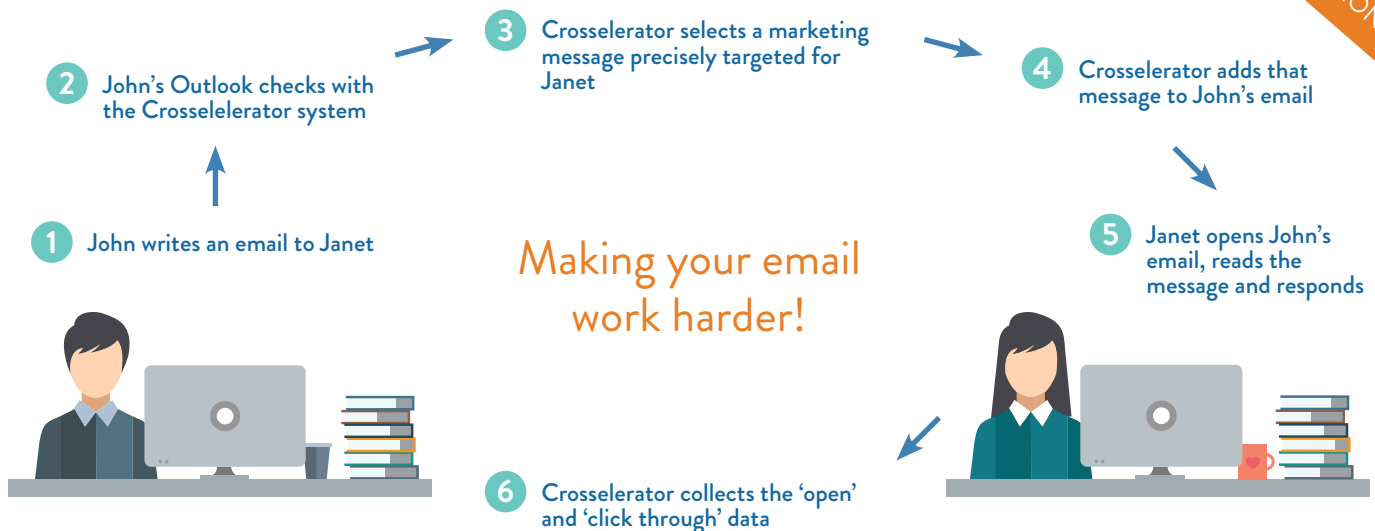 1
John writes an email to Janet
2
John's Outlook checks with
the Crosselelerator system
3
Crosselerator selects a marketing
message precisely targeted for
Janet
4
Crosselerator adds that
message to John's email
5
Janet opens John's
email, reads the
message and responds
6
Crosselerator collects the 'open'
and 'click through' data
Making your email
work harder!